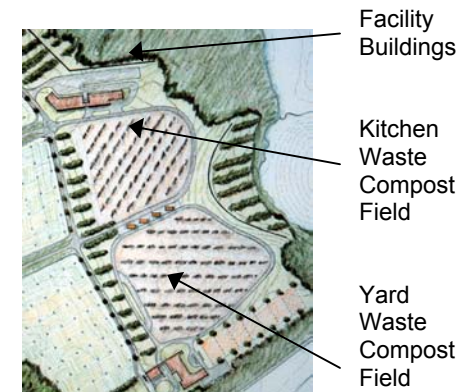 Facility
Buildings
Kitchen
Waste
Compost
Field
Yard
Waste
Compost
Field